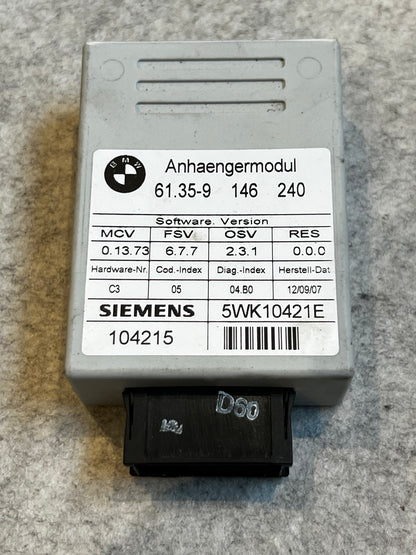 BMW
Anhaengermodul
61.35-9 146 240
Software. Version
MCV FSV OSV RES
0.13.73 6.7.7 2.3.1 0.0.0
Hardware-Nr. Cod.-Index Diag.-Index Herstell-Dat
C3 05 04.B0 12/09/07
SIEMENS 5WK10421E
104215
D60